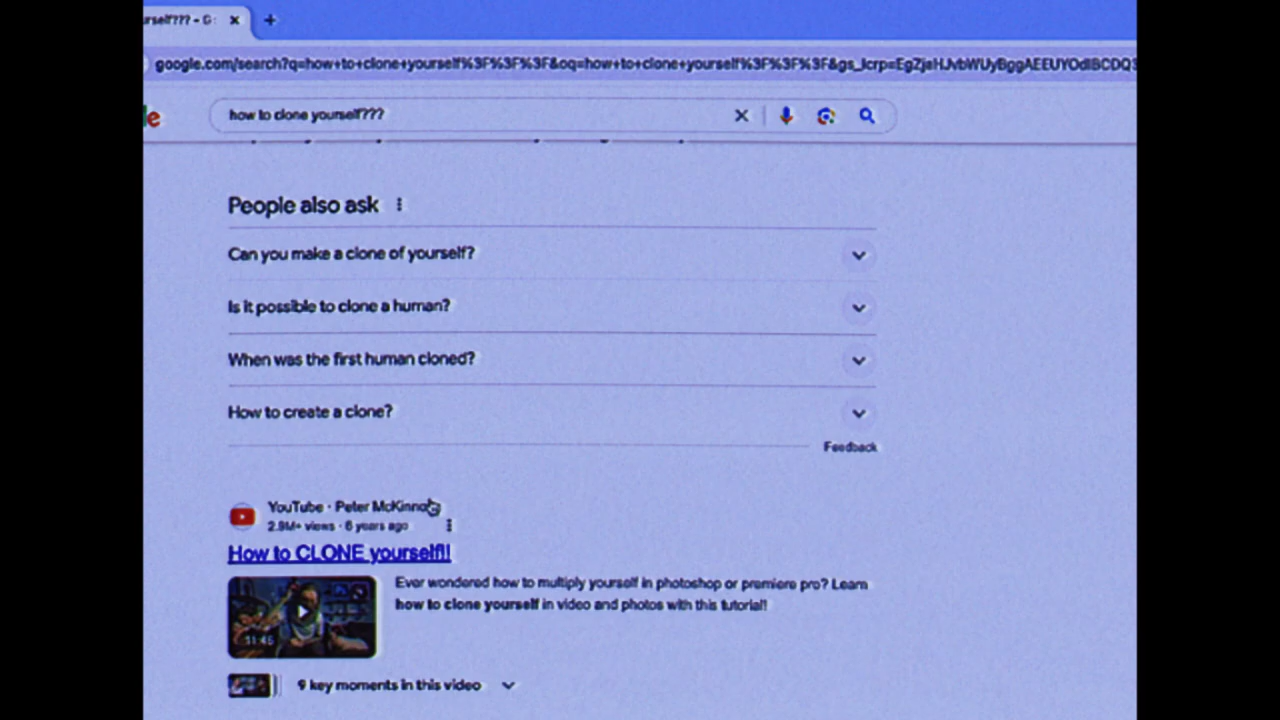 urself??? - G
google.com/search?q=how+to+clone+yourself%3F%3F%3F&oq=how+to+clone+yourself%3F%3F%3F&gs_lcrp=
le
how to clone yourself???
People also ask
Can you make a clone of yourself?
Is it possible to clone a human?
When was the first human cloned?
How to create a clone?
Feedback
YouTube · Peter
2.9M+ views · 6 years ago
How to CLONE yourself!!
Ever wondered how to multiply yourself in photoshop or premiere pro? Learn
how to clone yourself in video and photos with this tutorial!
11:45
9 key moments in this video